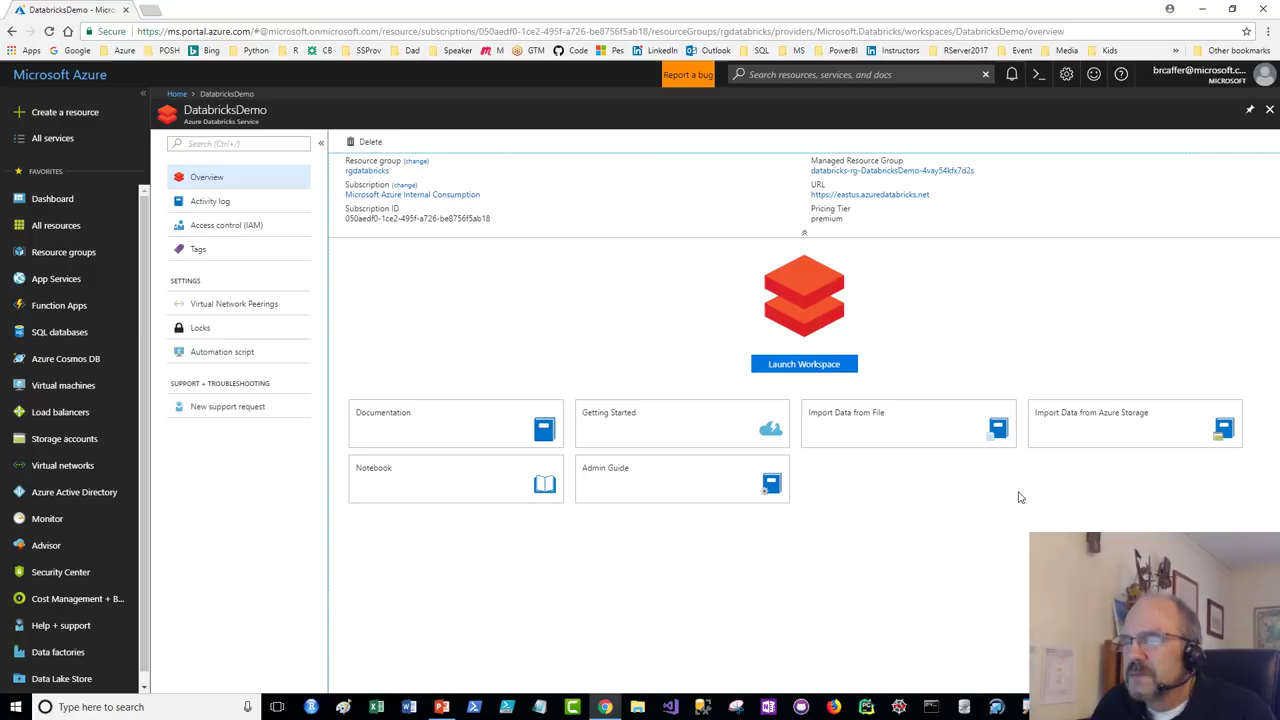 DatabricksDemo - Micro
Secure
https://ms.portal.azure.com/#@microsoft.onmicrosoft.com/resource/subscriptions/050aedf0-1ce2-495f-a726-be8756f5ab18/resourceGroups/rgdatabricks/providers/Microsoft.Databricks/workspaces/DatabricksDemo/overview
Apps Google Azure POSH Bing Python R CB SSProv Dad Speaker M GTM Code Pes LinkedIn Outlook SQL MS PowerBI Instructors RServer2017 Event Media Kids » Other bookmarks
Microsoft Azure
Report a bug
Search resources, services, and docs
brcaffer@microsoft.c...
MICROSOFT
Create a resource
All services
FAVORITES
Dashboard
All resources
Resource groups
App Services
Function Apps
SQL databases
Azure Cosmos DB
Virtual machines
Load balancers
Storage accounts
Virtual networks
Azure Active Directory
Monitor
Advisor
Security Center
Cost Management + B...
Help + support
Data factories
Data Lake Store
Home > DatabricksDemo
DatabricksDemo
Azure Databricks Service
Search (Ctrl+/)
Overview
Activity log
Access control (IAM)
Tags
SETTINGS
Virtual Network Peerings
Locks
Automation script
SUPPORT + TROUBLESHOOTING
New support request
Delete
Resource group (change)
rgdatabricks
Subscription (change)
Microsoft Azure Internal Consumption
Subscription ID
050aedf0-1ce2-495f-a726-be8756f5ab18
Managed Resource Group
databricks-rg-DatabricksDemo-4vay54kfx7d2s
URL
https://eastus.azuredatabricks.net
Pricing Tier
premium
Launch Workspace
Documentation
Getting Started
Import Data from File
Import Data from Azure Storage
Notebook
Admin Guide
Type here to search